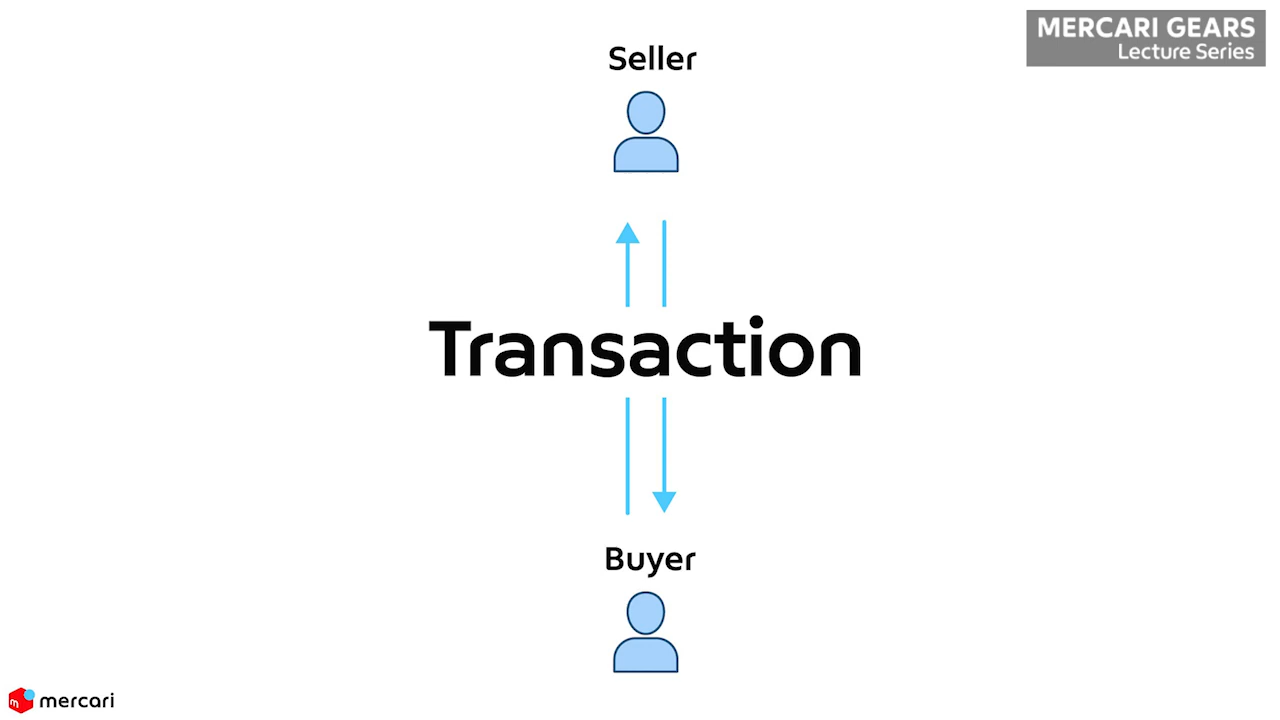 MERCARI GEARS
Lecture Series
Seller
Transaction
Buyer
mercari